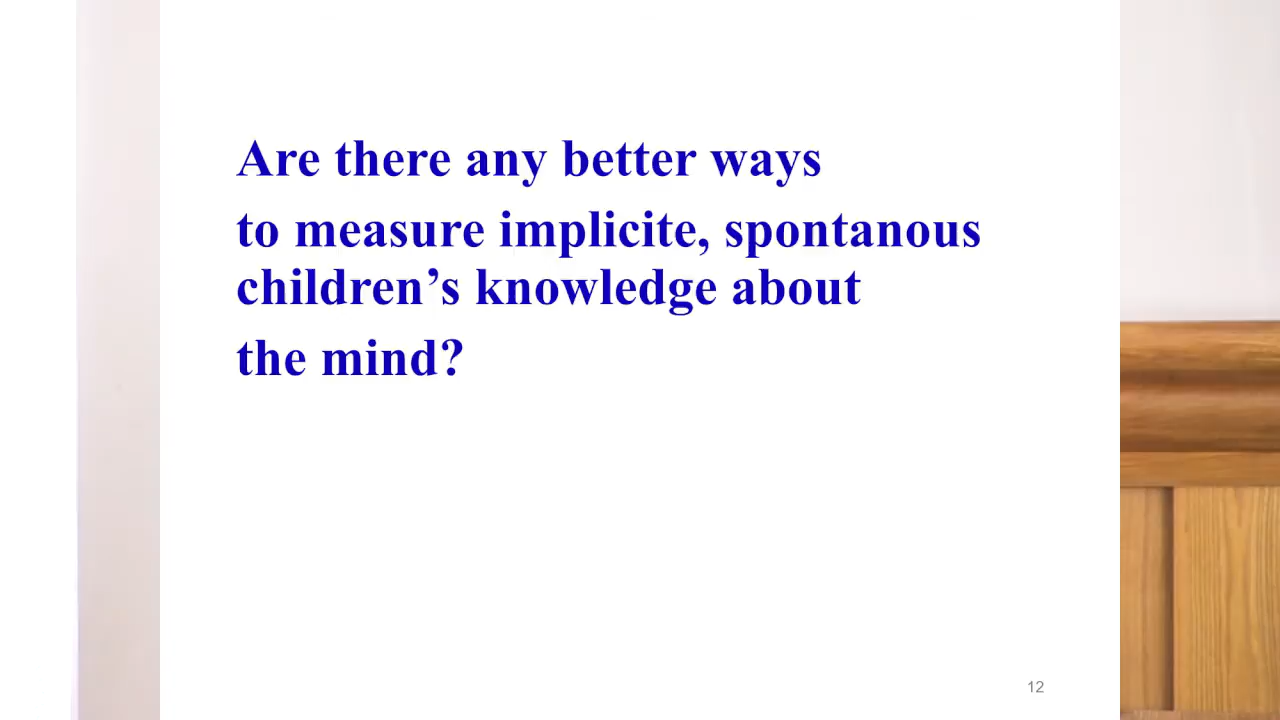 Are there any better ways
to measure implicite, spontanous
children’s knowledge about
the mind?
12